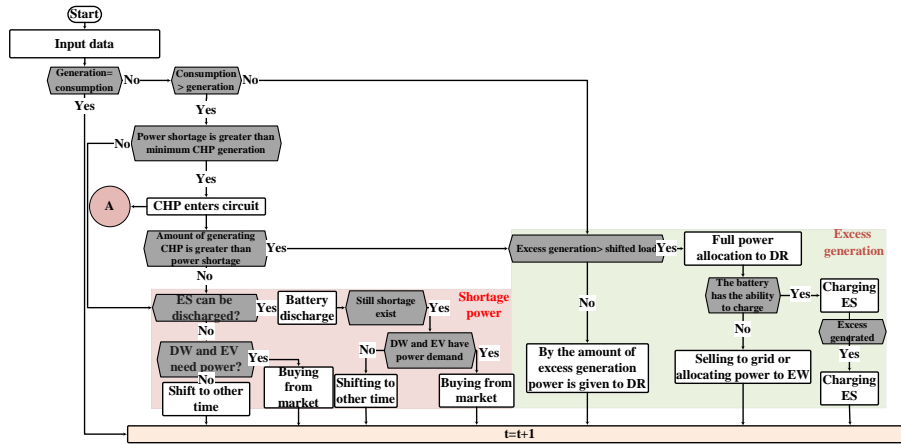 Start
Input data
Generation=
consumption
No
Consumption
> generation
No
Yes
Yes
Power shortage is greater than
minimum CHP generation
No
Yes
A
CHP enters circuit
Amount of generating
CHP is greater than
power shortage
Yes
No
Excess generation> shifted load
Yes
Full power
allocation to DR
Excess
generation
The battery
has the ability
to charge
Yes
Charging
ES
No
No
Excess
generated
Yes
By the amount of
excess generation
power is given to DR
Selling to grid or
allocating power to EW
Charging
ES
ES can be
discharged?
Yes
Battery
discharge
Still shortage
exist
Yes
Shortage
power
No
DW and EV have
power demand
No
Yes
DW and EV
need power?
Yes
No
Shift to other
time
Buying
from
market
Shifting to
other time
Buying from
market
t=t+1